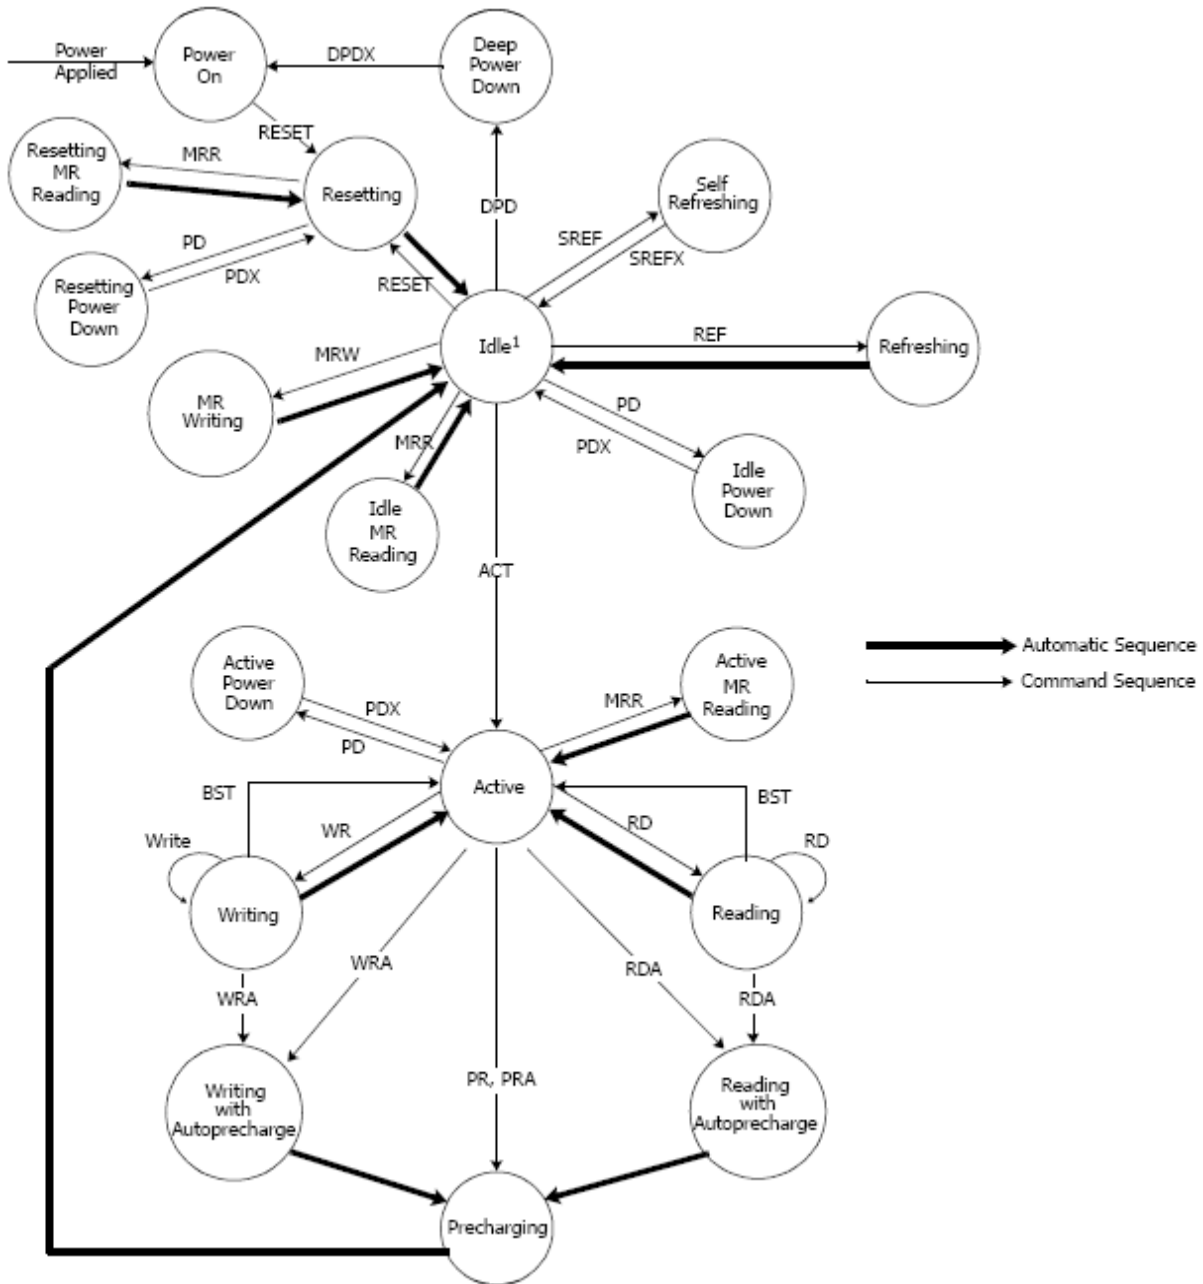 Power
Applied
Power
On
DPDX
Deep
Power
Down
RESET
Resetting
MR
Reading
MRR
Resetting
DPD
Self
Refreshing
SREF
SREFX
PD
PDX
Resetting
Power
Down
RESET
Idle¹
REF
Refreshing
MRW
MR
Writing
MRR
PD
PDX
Idle
Power
Down
Idle
MR
Reading
ACT
Automatic Sequence
Command Sequence
Active
Power
Down
PDX
PD
MRR
Active
MR
Reading
BST
Active
BST
Write
WR
RD
RD
Writing
Reading
WRA
WRA
RDA
RDA
PR, PRA
Writing
with
Autoprecharge
Reading
with
Autoprecharge
Precharging